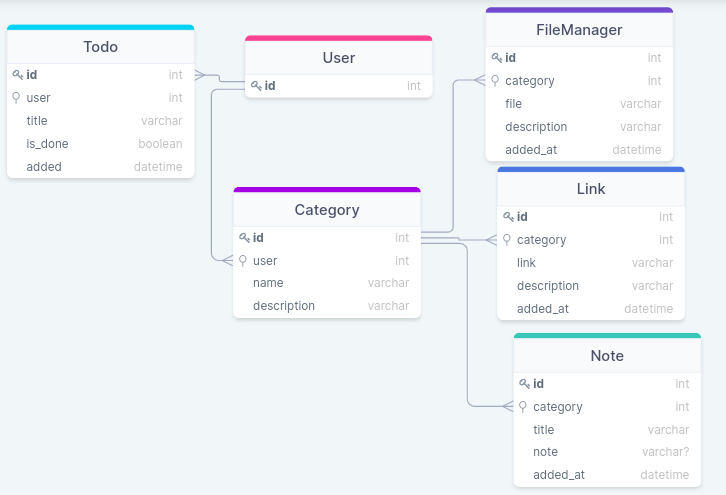 Todo
id int
user int
title varchar
is_done boolean
added datetime
User
id int
Category
id int
user int
name varchar
description varchar
FileManager
id int
category int
file varchar
description varchar
added_at datetime
Link
id int
category int
link varchar
description varchar
added_at datetime
Note
id int
category int
title varchar
note varchar?
added_at datetime